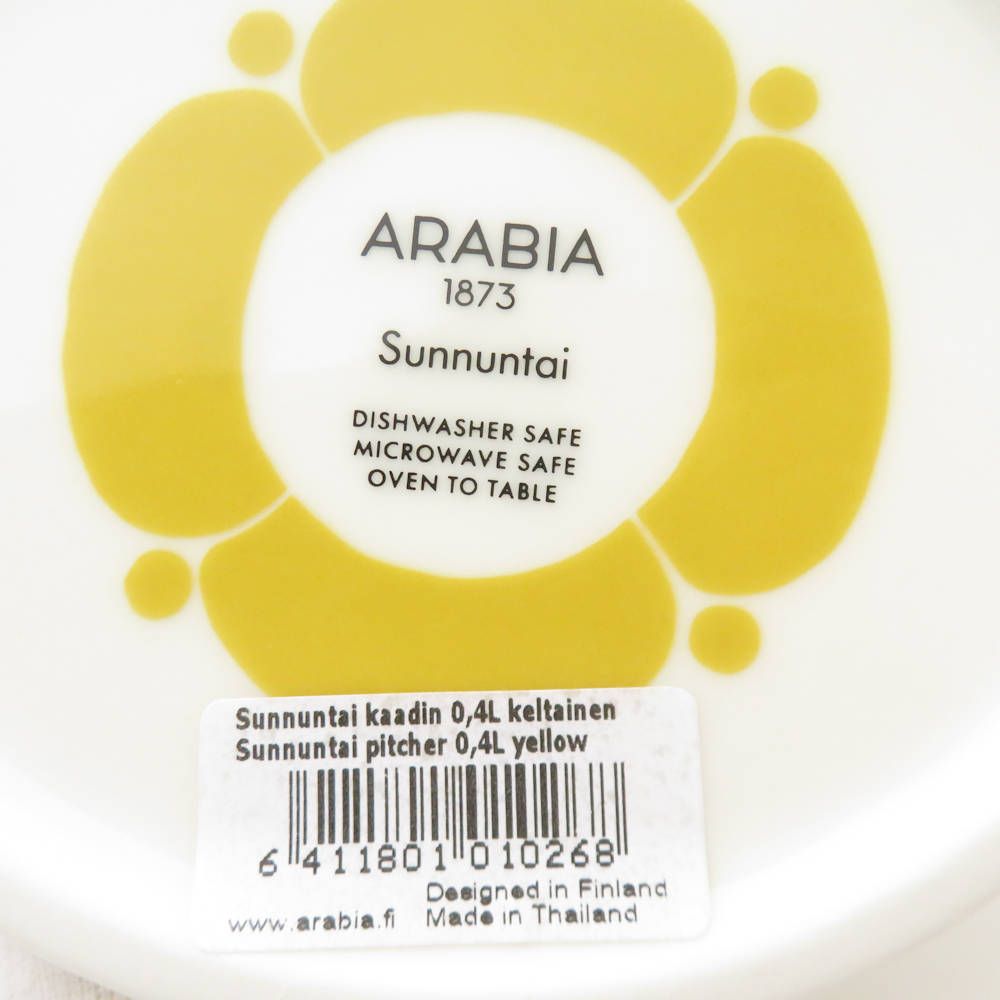 ARABIA
1873
Sunnuntai
DISHWASHER SAFE
MICROWAVE SAFE
OVEN TO TABLE
Sunnuntai kaadin 0,4L keltainen
Sunnuntai pitcher 0,4L yellow
6 411801 010268
Designed in Finland
www.arabia.fi Made in Thailand